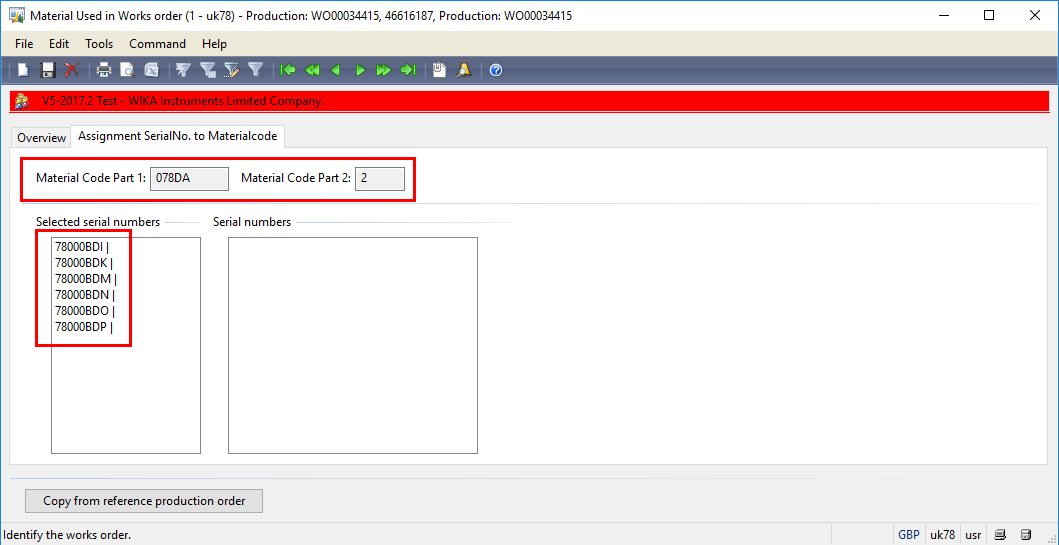 Material Used in Works order (1 - uk78) - Production: WO00034415, 46616187, Production: WO00034415
File Edit Tools Command Help
V5-2017.2 Test - WIKA Instruments Limited Company.
Overview Assignment SerialNo. to Materialcode
Material Code Part 1: 078DA Material Code Part 2: 2
Selected serial numbers Serial numbers
78000BDI |
78000BDK |
78000BDM |
78000BDN |
78000BDO |
78000BDP |
Copy from reference production order
Identify the works order. GBP uk78 usr